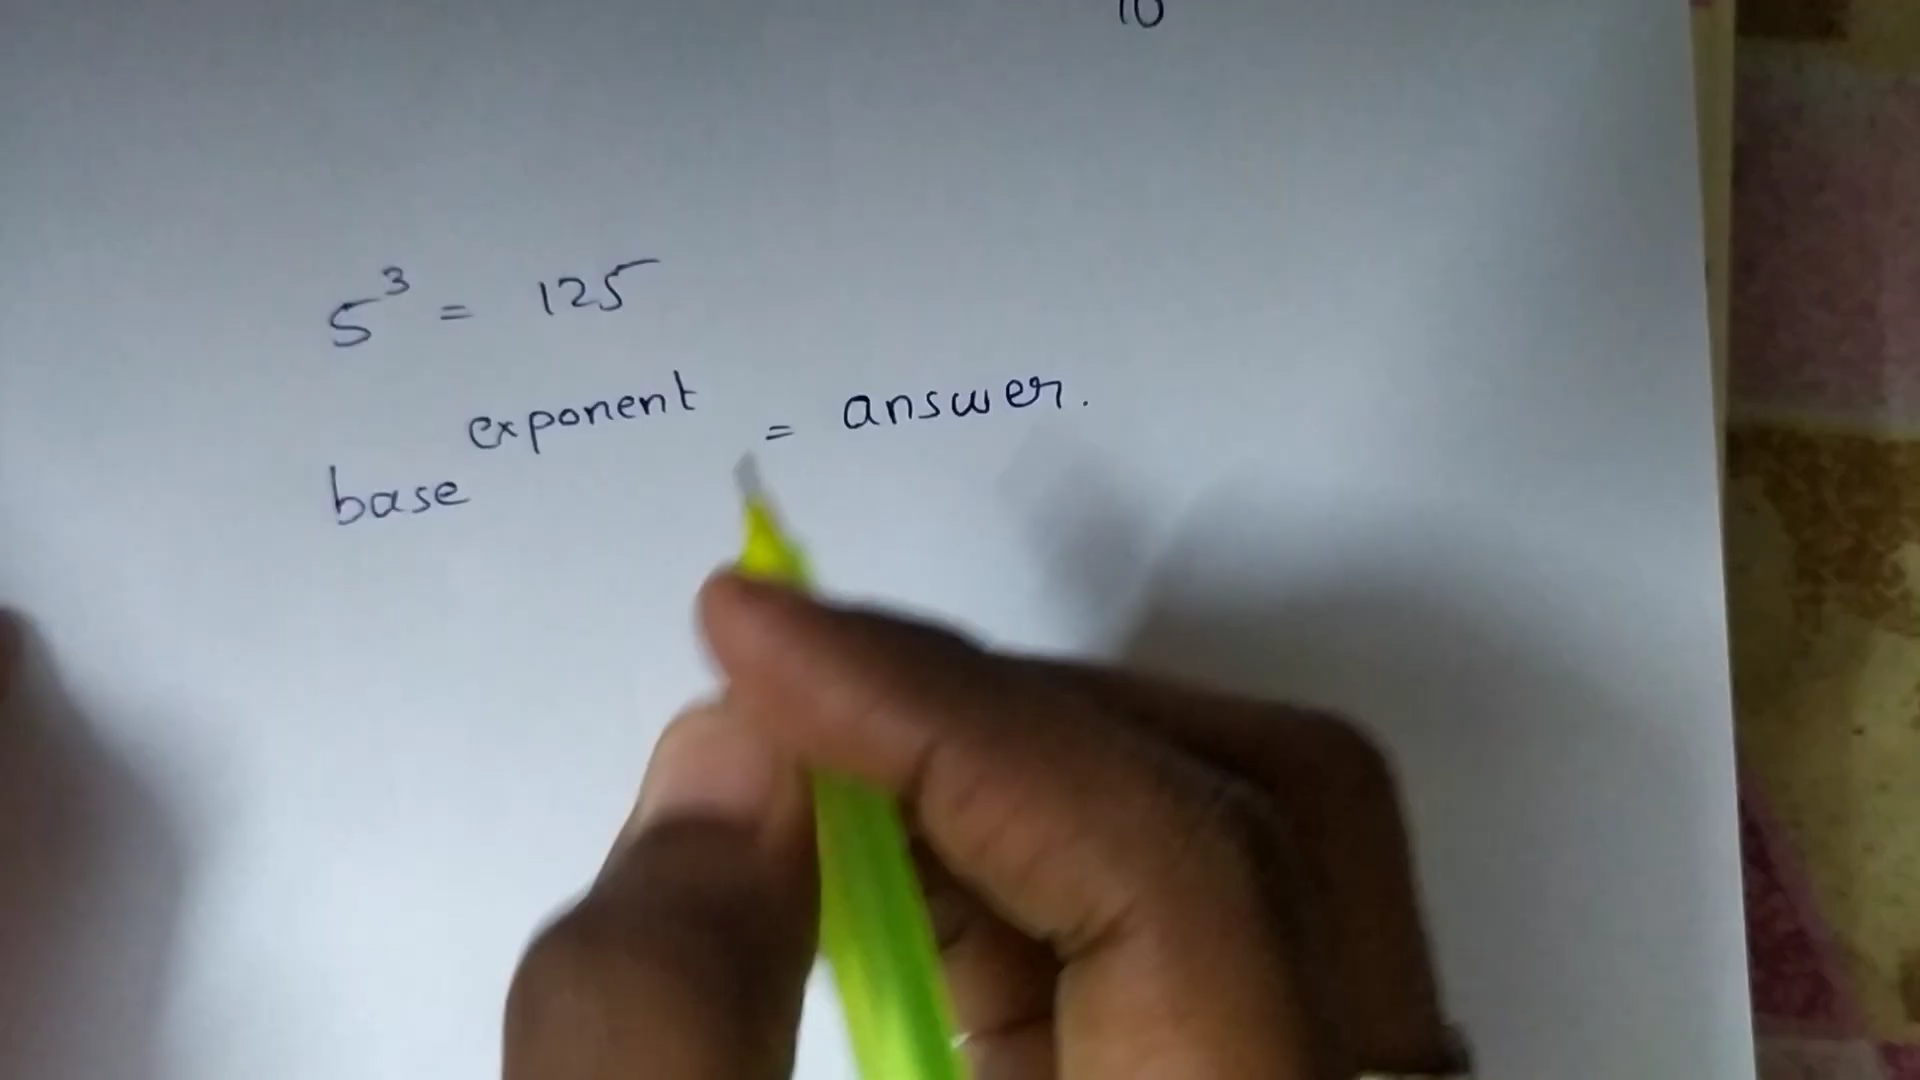 10
5³ = 125
base^exponent = answer.